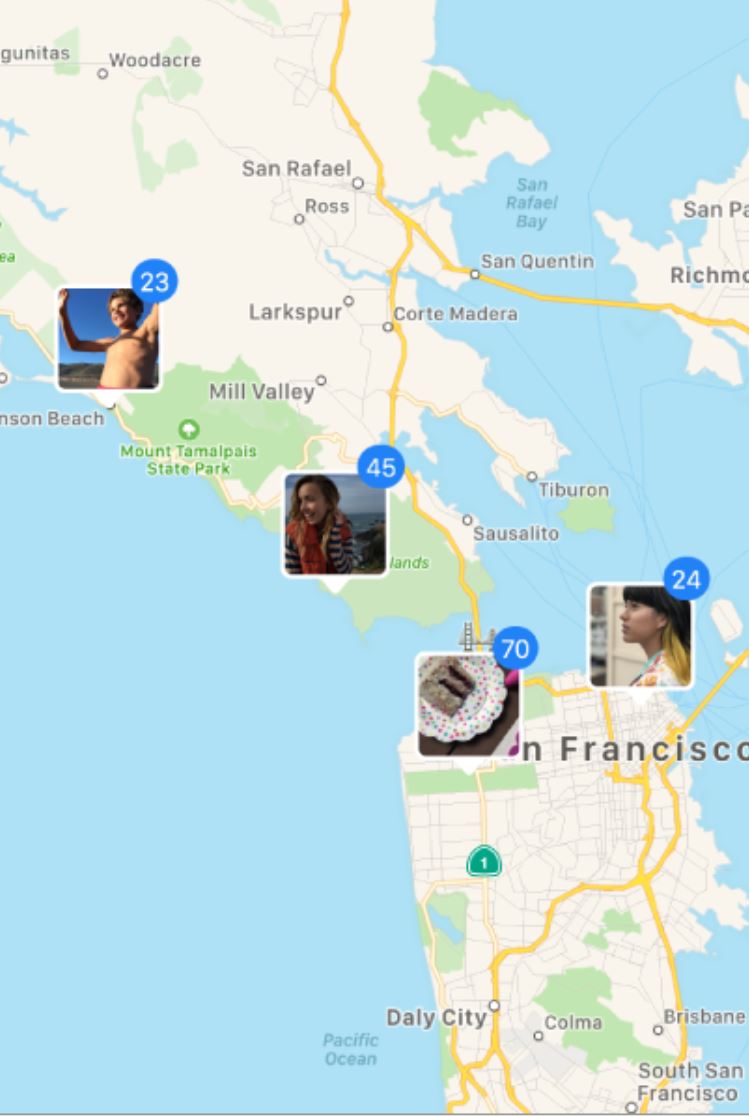 gunitas
Woodacre
San Rafael
Ross
San
Rafael
Bay
San Pa
ea
San Quentin
Richmo
23
Larkspur
Corte Madera
Mill Valley
nson Beach
Mount Tamalpais
State Park
45
Tiburon
Sausalito
lands
24
70
n Francisco
1
Daly City
Colma
Brisbane
Pacific
Ocean
South San
Francisco